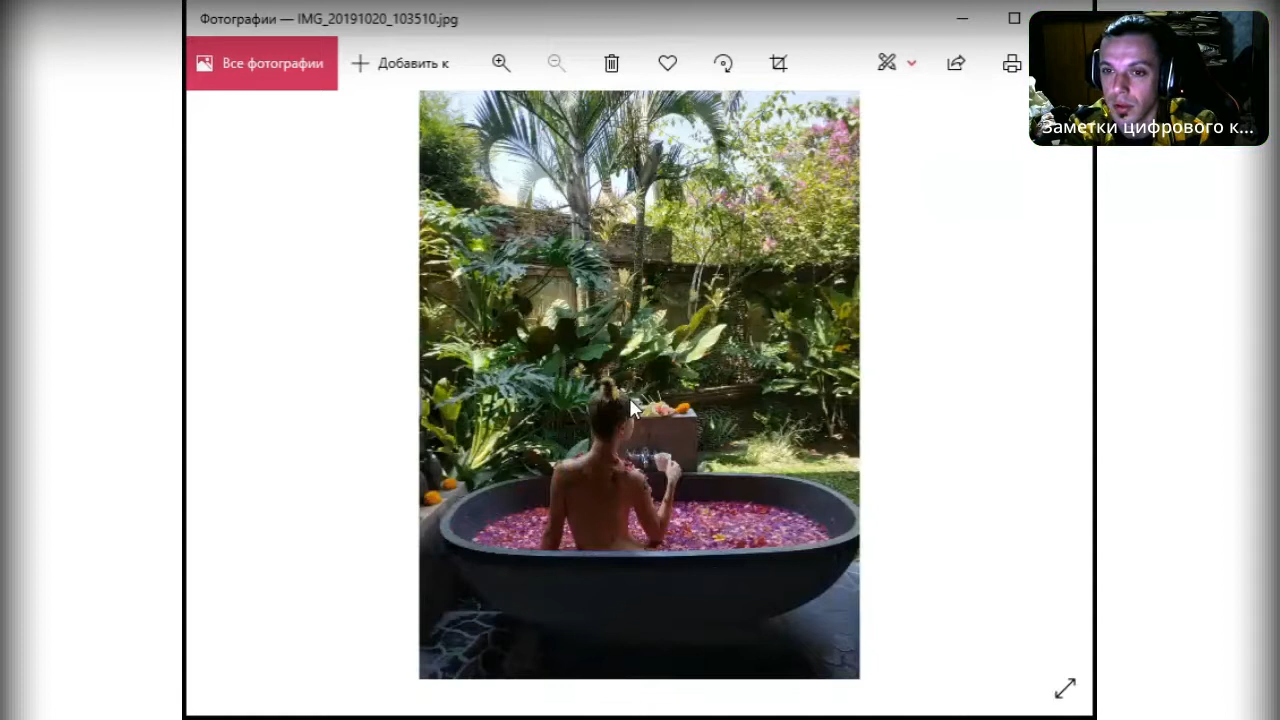 Фотографии — IMG_20191020_103510.jpg
Все фотографии
Добавить к
Заметки цифрового к...